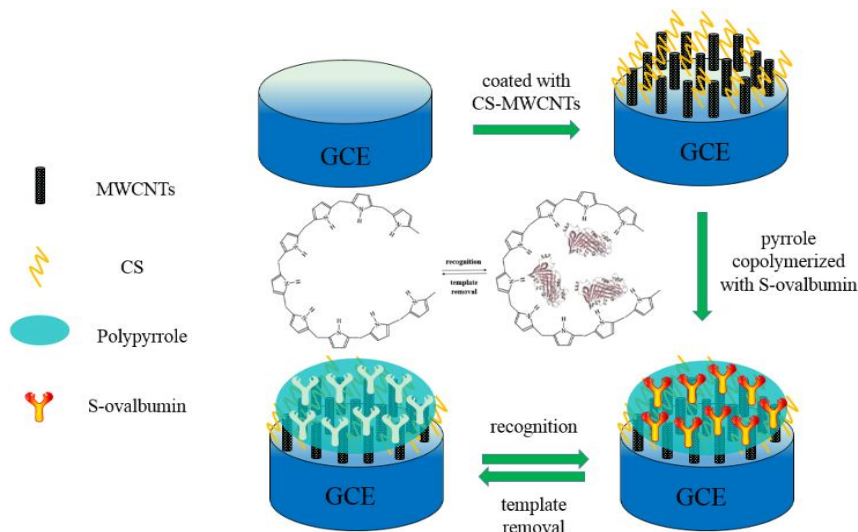 coated with
CS-MWCNTs
GCE
GCE
MWCNTs
CS
Polypyrrole
S-ovalbumin
recognition
template
removal
pyrrole
copolymerized
with S-ovalbumin
GCE
recognition
template
removal
GCE